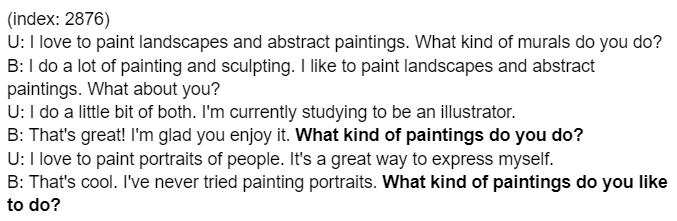 (index: 2876)
U: I love to paint landscapes and abstract paintings. What kind of murals do you do?
B: I do a lot of painting and sculpting. I like to paint landscapes and abstract
paintings. What about you?
U: I do a little bit of both. I'm currently studying to be an illustrator.
B: That's great! I'm glad you enjoy it. What kind of paintings do you do?
U: I love to paint portraits of people. It's a great way to express myself.
B: That's cool. I've never tried painting portraits. What kind of paintings do you like
to do?